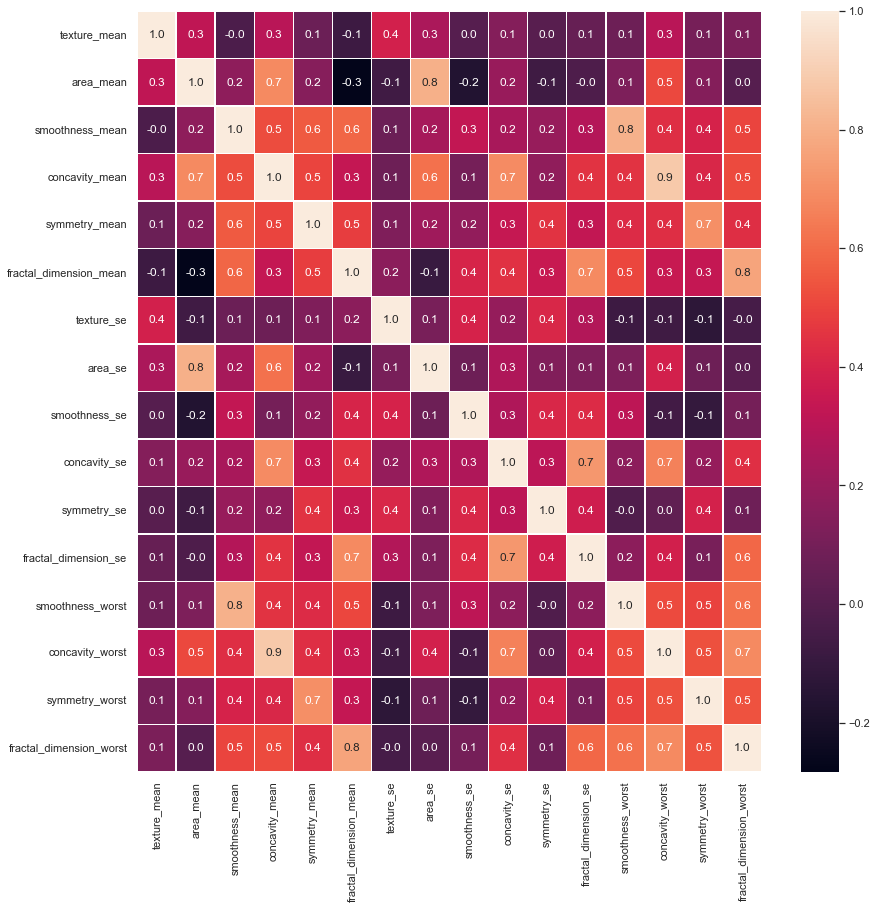 texture_mean 1.0 0.3 -0.0 0.3 0.1 -0.1 0.4 0.3 0.0 0.1 0.0 0.1 0.1 0.3 0.1 0.1
area_mean 0.3 1.0 0.2 0.7 0.2 -0.3 -0.1 0.8 -0.2 0.2 -0.1 -0.0 0.1 0.5 0.1 0.0
smoothness_mean -0.0 0.2 1.0 0.5 0.6 0.6 0.1 0.2 0.3 0.2 0.2 0.3 0.8 0.4 0.4 0.5
concavity_mean 0.3 0.7 0.5 1.0 0.5 0.3 0.1 0.6 0.1 0.7 0.2 0.4 0.4 0.9 0.4 0.5
symmetry_mean 0.1 0.2 0.6 0.5 1.0 0.5 0.1 0.2 0.2 0.3 0.4 0.3 0.4 0.4 0.7 0.4
fractal_dimension_mean -0.1 -0.3 0.6 0.3 0.5 1.0 0.2 -0.1 0.4 0.4 0.3 0.7 0.5 0.3 0.3 0.8
texture_se 0.4 -0.1 0.1 0.1 0.1 0.2 1.0 0.1 0.4 0.2 0.4 0.3 -0.1 -0.1 -0.1 -0.0
area_se 0.3 0.8 0.2 0.6 0.2 -0.1 0.1 1.0 0.1 0.3 0.1 0.1 0.1 0.4 0.1 0.0
smoothness_se 0.0 -0.2 0.3 0.1 0.2 0.4 0.4 0.1 1.0 0.3 0.4 0.4 0.3 -0.1 -0.1 0.1
concavity_se 0.1 0.2 0.2 0.7 0.3 0.4 0.2 0.3 0.3 1.0 0.3 0.7 0.2 0.7 0.2 0.4
symmetry_se 0.0 -0.1 0.2 0.2 0.4 0.3 0.4 0.1 0.4 0.3 1.0 0.4 -0.0 0.0 0.4 0.1
fractal_dimension_se 0.1 -0.0 0.3 0.4 0.3 0.7 0.3 0.1 0.4 0.7 0.4 1.0 0.2 0.4 0.1 0.6
smoothness_worst 0.1 0.1 0.8 0.4 0.4 0.5 -0.1 0.1 0.3 0.2 -0.0 0.2 1.0 0.5 0.5 0.6
concavity_worst 0.3 0.5 0.4 0.9 0.4 0.3 -0.1 0.4 -0.1 0.7 0.0 0.4 0.5 1.0 0.5 0.7
symmetry_worst 0.1 0.1 0.4 0.4 0.7 0.3 -0.1 0.1 -0.1 0.2 0.4 0.1 0.5 0.5 1.0 0.5
fractal_dimension_worst 0.1 0.0 0.5 0.5 0.4 0.8 -0.0 0.0 0.1 0.4 0.1 0.6 0.6 0.7 0.5 1.0
texture_mean
area_mean
smoothness_mean
concavity_mean
symmetry_mean
fractal_dimension_mean
texture_se
area_se
smoothness_se
concavity_se
symmetry_se
fractal_dimension_se
smoothness_worst
concavity_worst
symmetry_worst
fractal_dimension_worst
1.0
0.8
0.6
0.4
0.2
0.0
−0.2